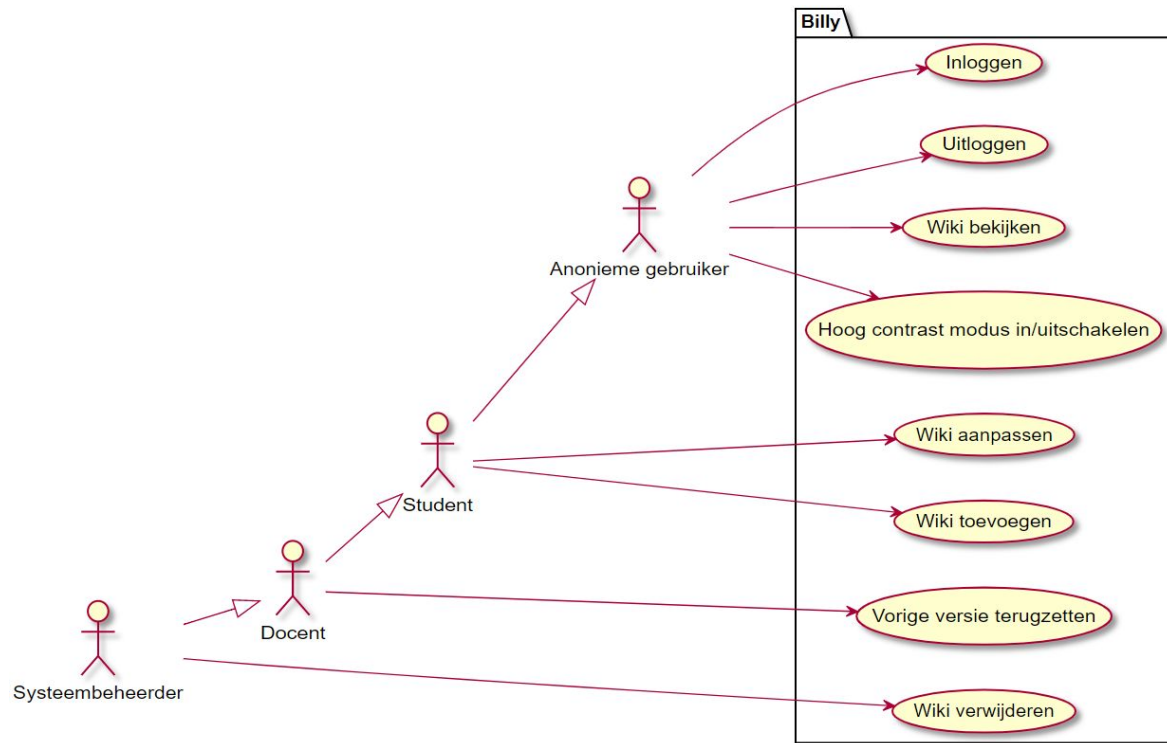 Billy
Inloggen
Uitloggen
Wiki bekijken
Anonieme gebruiker
Hoog contrast modus in/uitschakelen
Wiki aanpassen
Student
Wiki toevoegen
Vorige versie terugzetten
Docent
Systeembeheerder
Wiki verwijderen